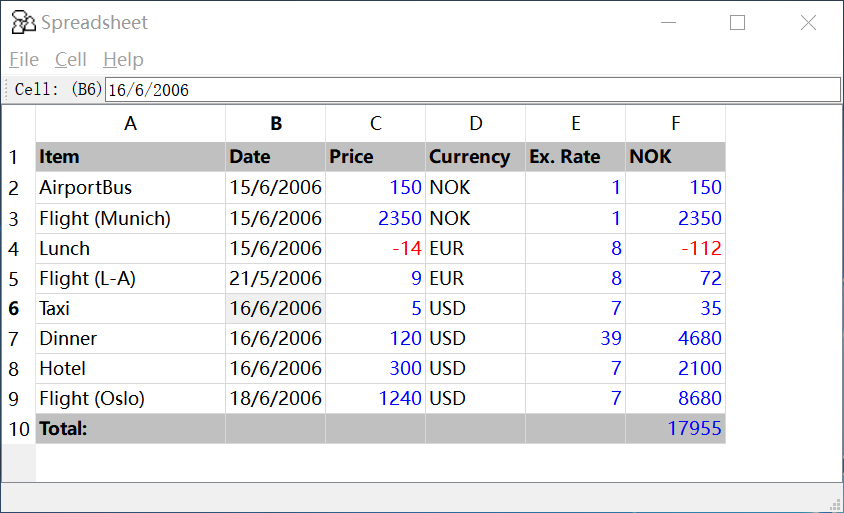 Spreadsheet
File Cell Help
Cell: (B6) 16/6/2006
A B C D E F
1 Item Date Price Currency Ex. Rate NOK
2 AirportBus 15/6/2006 150 NOK 1 150
3 Flight (Munich) 15/6/2006 2350 NOK 1 2350
4 Lunch 15/6/2006 -14 EUR 8 -112
5 Flight (L-A) 21/5/2006 9 EUR 8 72
6 Taxi 16/6/2006 5 USD 7 35
7 Dinner 16/6/2006 120 USD 39 4680
8 Hotel 16/6/2006 300 USD 7 2100
9 Flight (Oslo) 18/6/2006 1240 USD 7 8680
10 Total: 17955